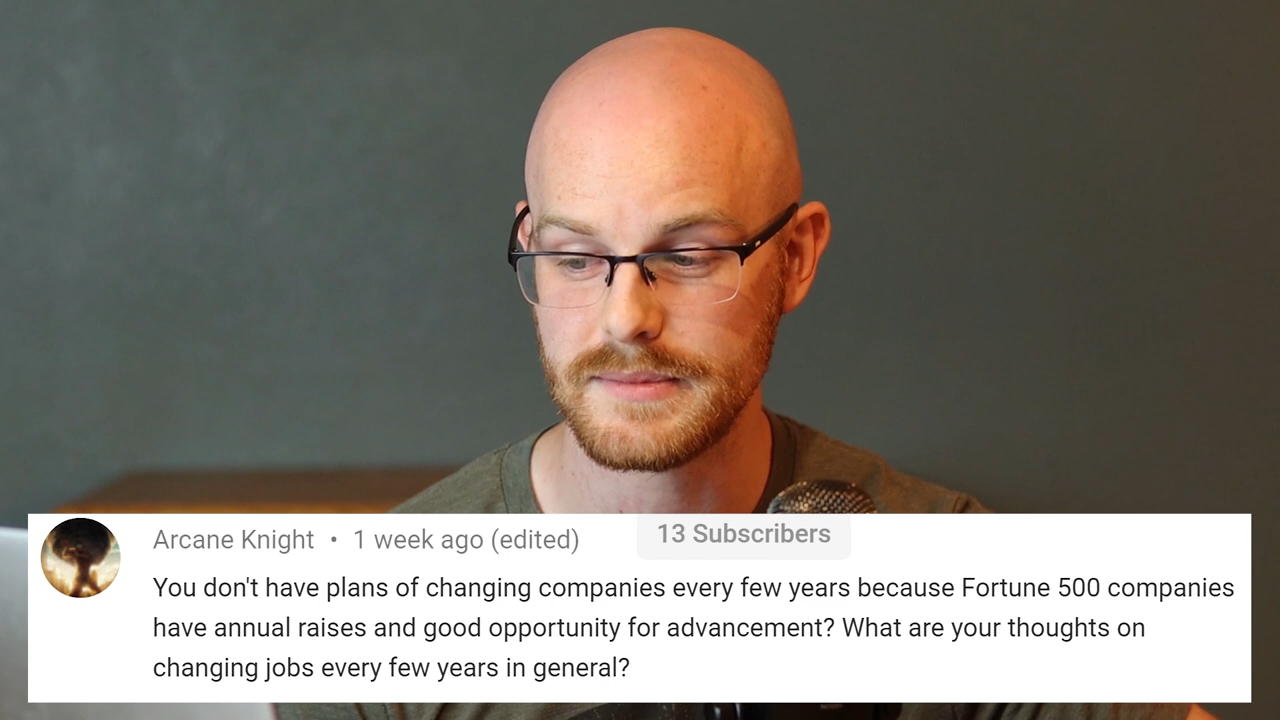 Arcane Knight • 1 week ago (edited) 13 Subscribers
You don't have plans of changing companies every few years because Fortune 500 companies
have annual raises and good opportunity for advancement? What are your thoughts on
changing jobs every few years in general?